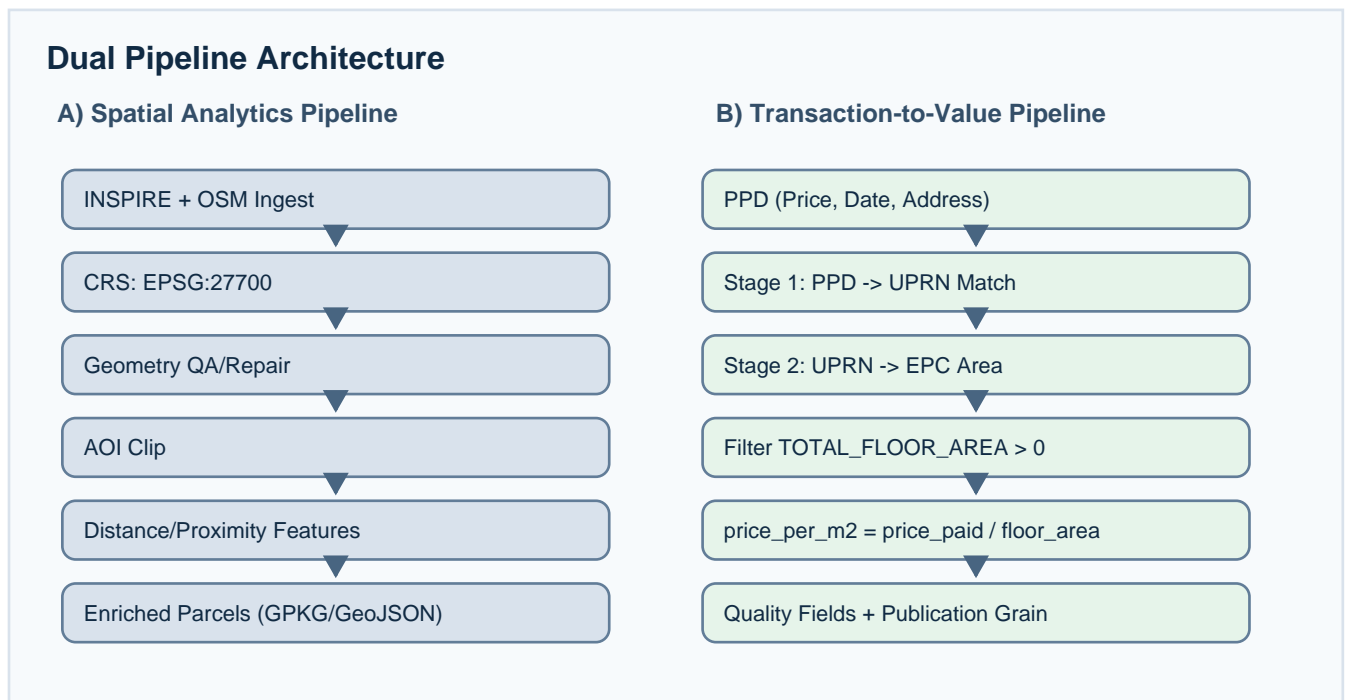 Dual Pipeline Architecture
A) Spatial Analytics Pipeline
INSPIRE + OSM Ingest
CRS: EPSG:27700
Geometry QA/Repair
AOI Clip
Distance/Proximity Features
Enriched Parcels (GPKG/GeoJSON)
B) Transaction-to-Value Pipeline
PPD (Price, Date, Address)
Stage 1: PPD -> UPRN Match
Stage 2: UPRN -> EPC Area
Filter TOTAL_FLOOR_AREA > 0
price_per_m2 = price_paid / floor_area
Quality Fields + Publication Grain